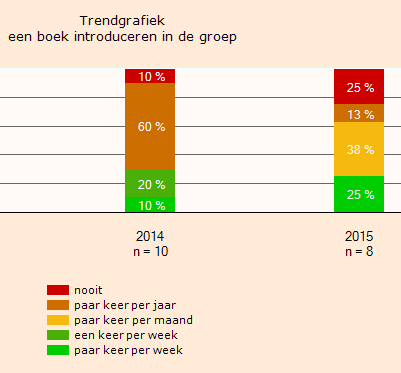 Trendgrafiek
een boek introduceren in de groep
10 %
60 %
20 %
10 %
25 %
13 %
38 %
25 %
2014
n = 10
2015
n = 8
nooit
paar keer per jaar
paar keer per maand
een keer per week
paar keer per week